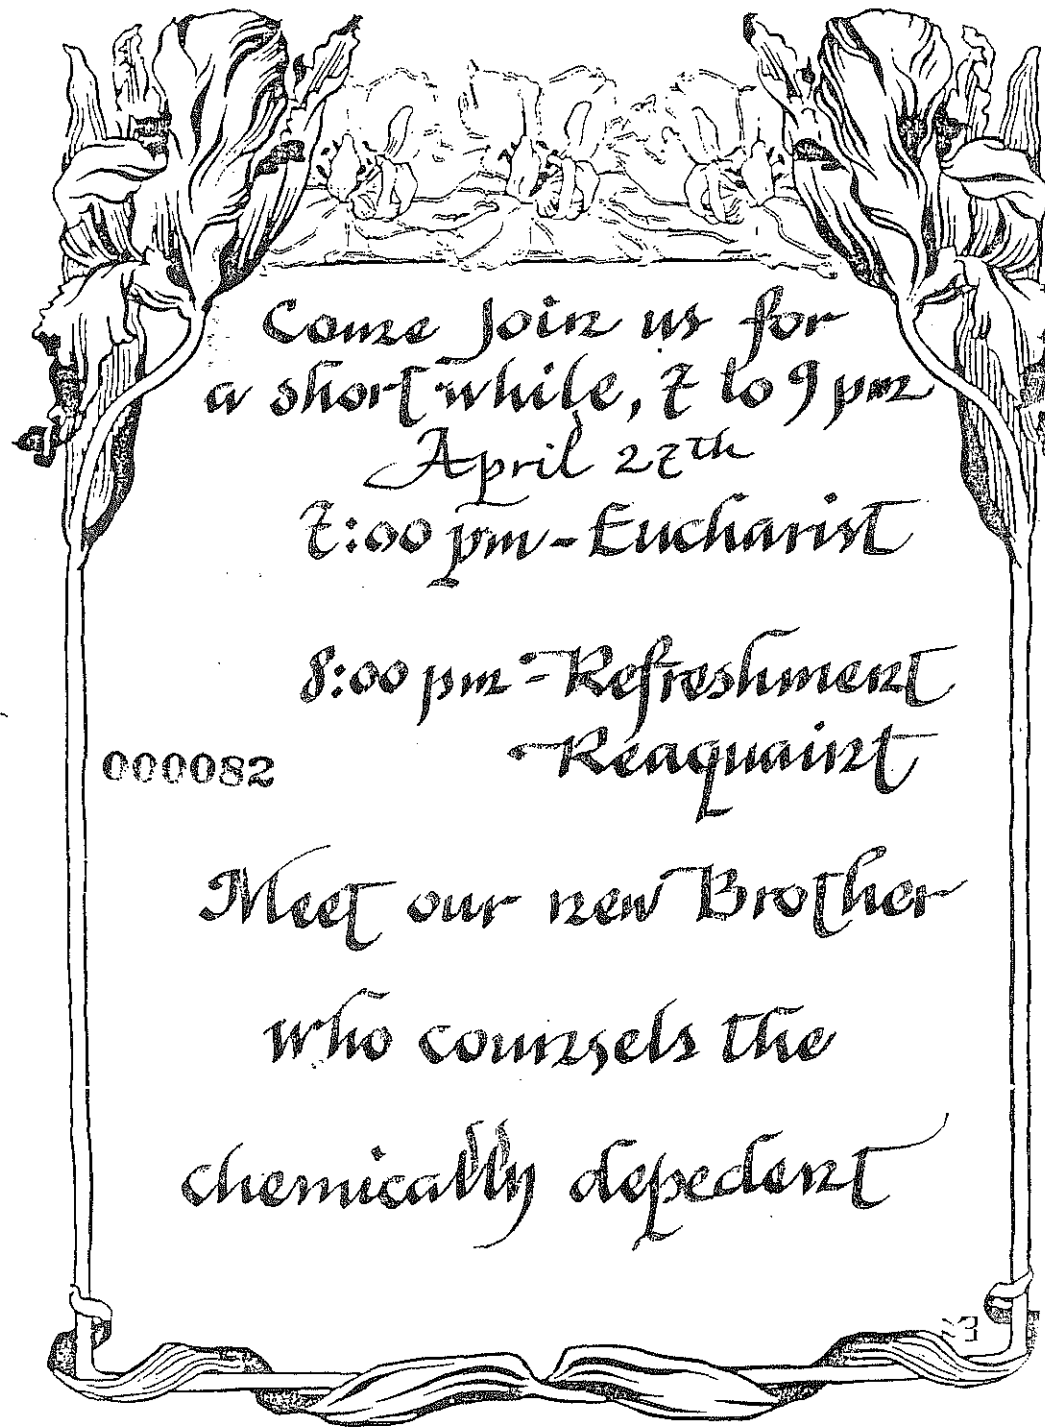 Come Join us for
a short while, 7 to 9 pm
April 27th
7:00 pm - Eucharist
8:00 pm - Refreshment
- Reaquaint
000082
Meet our new Brother
who counsels the
chemically depedent